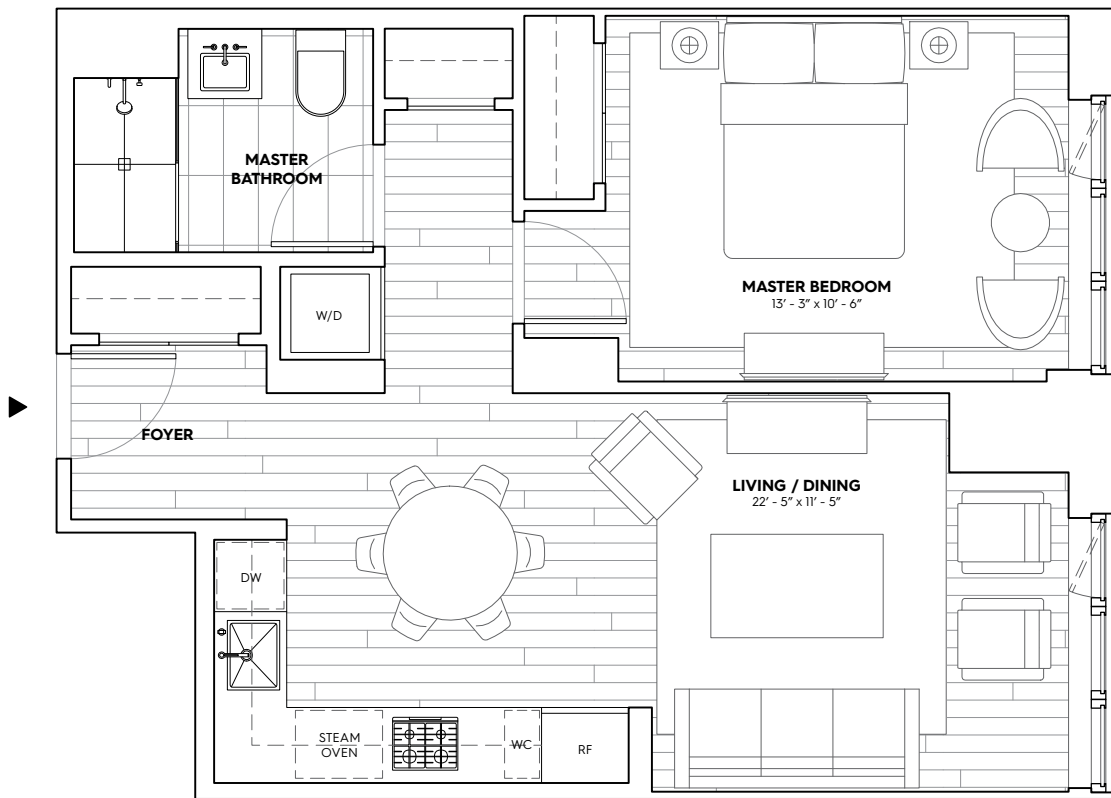 MASTER
BATHROOM
W/D
MASTER BEDROOM
13′ - 3″ x 10′ - 6″
FOYER
LIVING / DINING
22′ - 5″ x 11′ - 5″
DW
STEAM
OVEN
WC
RF